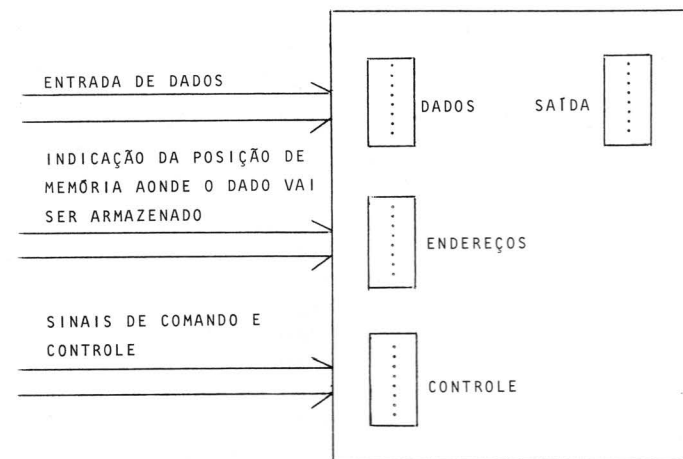 ENTRADA DE DADOS
DADOS
SAÍDA
INDICAÇÃO DA POSIÇÃO DE
MEMÓRIA AONDE O DADO VAI
SER ARMAZENADO
ENDEREÇOS
SINAIS DE COMANDO E
CONTROLE
CONTROLE